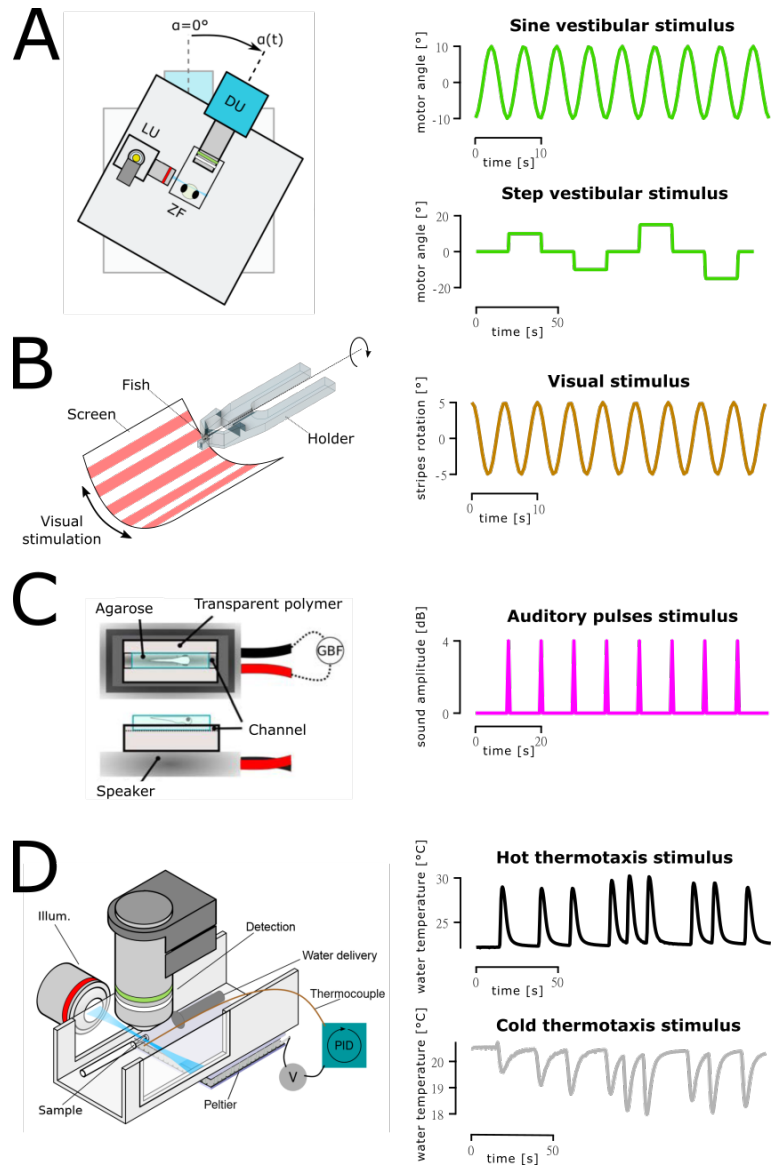 A
α=0°
α(t)
DU
LU
ZF
Sine vestibular stimulus
motor angle [°]
10
0
-10
0
10
time [s]
Step vestibular stimulus
motor angle [°]
20
0
-20
0
50
time [s]
B
Fish
Screen
Holder
Visual
stimulation
Visual stimulus
stripes rotation [°]
5
0
-5
0
10
time [s]
C
Agarose
Transparent polymer
GBF
Channel
Speaker
Auditory pulses stimulus
sound amplitude [dB]
4
0
0
20
time [s]
D
Illum.
Detection
Water delivery
Thermocouple
PID
V
Sample
Peltier
Hot thermotaxis stimulus
water temperature [°C]
30
25
0
50
time [s]
Cold thermotaxis stimulus
water temperature [°C]
20
19
18
0
50
time [s]